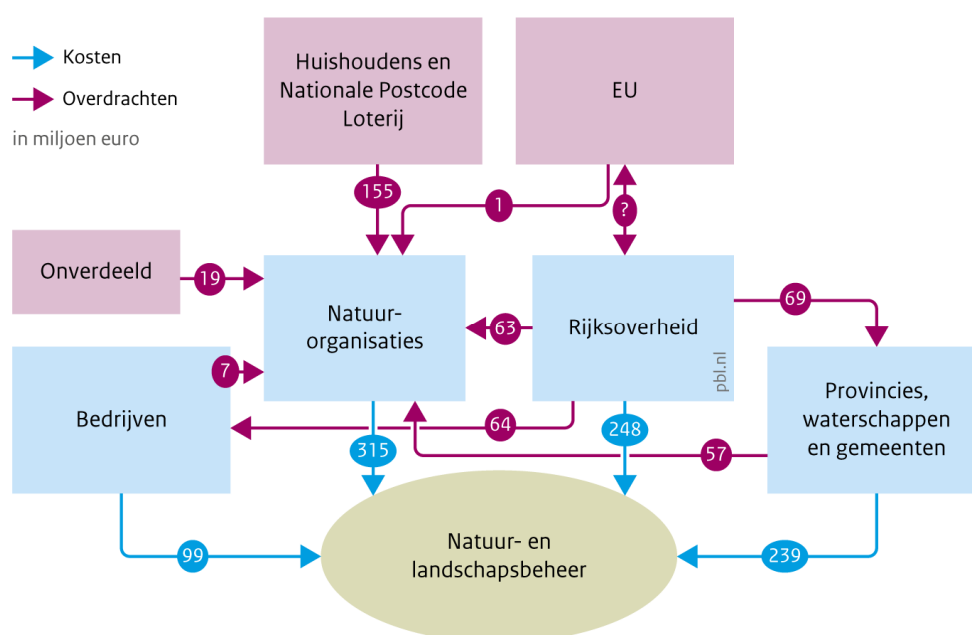 Kosten
Overdrachten
in miljoen euro
Huishoudens en
Nationale Postcode
Loterij
EU
155
1
?
Onverdeeld
19
Natuur-
organisaties
63
Rijksoverheid
69
pbl.nl
7
Bedrijven
64
315
248
57
Provincies,
waterschappen
en gemeenten
99
Natuur- en
landschapsbeheer
239